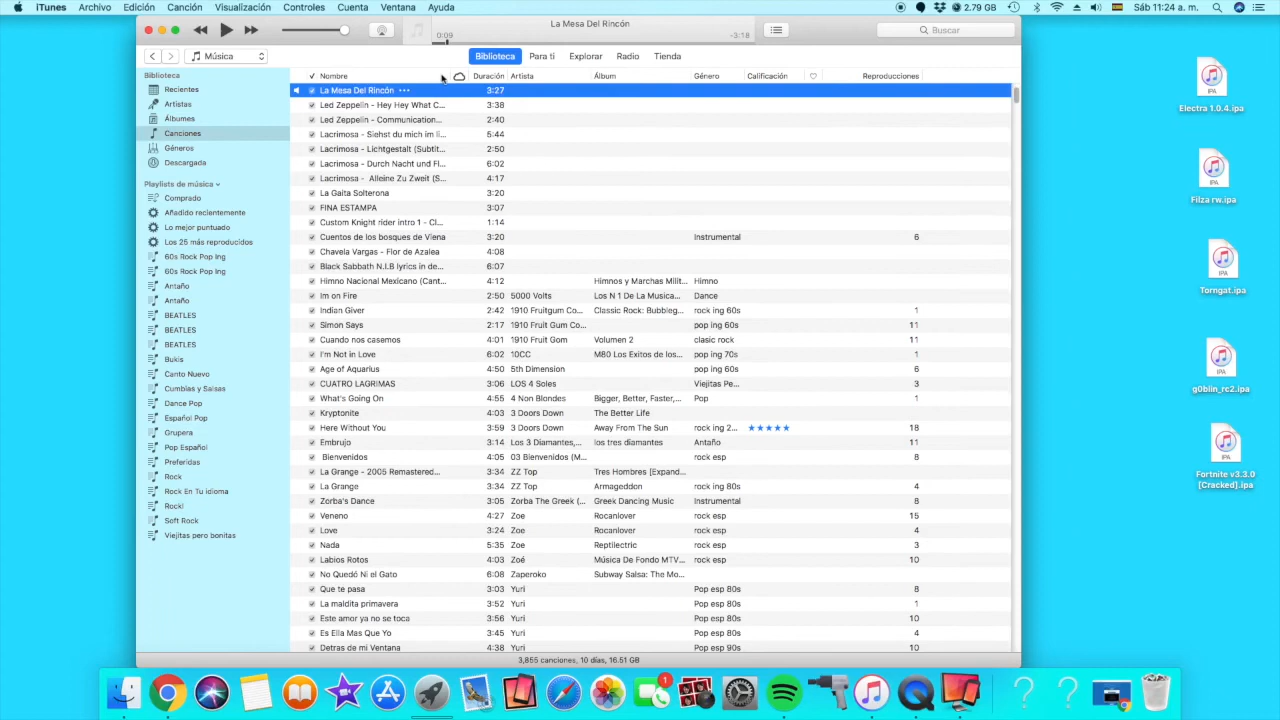 iTunes Archivo Edición Canción Visualización Controles Cuenta Ventana Ayuda 2.79 GB Sáb 11:24 a. m.
La Mesa Del Rincón
0:09 -3:18
Buscar
Música Biblioteca Para ti Explorar Radio Tienda
Biblioteca
Recientes
Artistas
Álbumes
Canciones
Géneros
Descargada
Playlists de música
Comprado
Añadido recientemente
Lo mejor puntuado
Los 25 más reproducidos
60s Rock Pop Ing
60s Rock Pop Ing
Antaño
Antaño
BEATLES
BEATLES
BEATLES
Bukis
Canto Nuevo
Cumbias y Salsas
Dance Pop
Español Pop
Grupera
Pop Español
Preferidas
Rock
Rock En Tu idioma
Rock!
Soft Rock
Viejitas pero bonitas
Nombre Duración Artista Álbum Género Calificación Reproducciones
La Mesa Del Rincón ••• 3:27
Led Zeppelin - Hey Hey What C... 3:38
Led Zeppelin - Communication... 2:40
Lacrimosa - Siehst du mich im li... 5:44
Lacrimosa - Lichtgestalt (Subtit... 2:50
Lacrimosa - Durch Nacht und Fl... 6:02
Lacrimosa - Alleine Zu Zweit (S... 4:17
La Gaita Solterona 3:20
FINA ESTAMPA 3:07
Custom Knight rider intro 1 - Cl... 1:14
Cuentos de los bosques de Viena 3:20 Instrumental 6
Chavela Vargas - Flor de Azalea 4:08
Black Sabbath N.I.B lyrics in de... 6:07
Himno Nacional Mexicano (Cant... 4:12 Himnos y Marchas Milit... Himno
Im on Fire 2:50 5000 Volts Los N 1 De La Musica... Dance
Indian Giver 2:42 1910 Fruitgum Co... Classic Rock: Bubbleg... rock ing 60s 1
Simon Says 2:17 1910 Fruit Gum Co... pop ing 60s 11
Cuando nos casemos 4:01 1910 Fruit Gom Volumen 2 clasic rock 11
I'm Not in Love 6:02 10CC M80 Los Exitos de los... pop ing 70s 1
Age of Aquarius 4:50 5th Dimension pop ing 60s 6
CUATRO LAGRIMAS 3:06 LOS 4 Soles Viejitas Pe... 3
What's Going On 4:55 4 Non Blondes Bigger, Better, Faster,... Pop 1
Kryptonite 4:03 3 Doors Down The Better Life
Here Without You 3:59 3 Doors Down Away From The Sun rock ing 2... ★★★★★ 18
Embrujo 3:14 Los 3 Diamantes,... los tres diamantes Antaño 11
Bienvenidos 4:05 03 Bienvenidos (M... rock esp 8
La Grange - 2005 Remastered... 3:34 ZZ Top Tres Hombres [Expand...
La Grange 3:34 ZZ Top Armageddon rock ing 80s 4
Zorba's Dance 3:05 Zorba The Greek (... Greek Dancing Music Instrumental 8
Veneno 4:27 Zoe Rocanlover rock esp 15
Love 3:24 Zoe Rocanlover rock esp 4
Nada 5:35 Zoe Reptilectric rock esp 3
Labios Rotos 4:03 Zoé Música De Fondo MTV... rock esp 10
No Quedó Ni el Gato 6:08 Zaperoko Subway Salsa: The Mo...
Que te pasa 3:09 Yuri Pop esp 80s 8
La maldita primavera 3:52 Yuri Pop esp 80s 1
Este amor ya no se toca 3:56 Yuri Pop esp 80s 10
Es Ella Mas Que Yo 3:45 Yuri Pop esp 80s 4
Detras de mi Ventana 4:38 Yuri Pop esp 90s 10
3,855 canciones, 10 días, 16.51 GB
IPA
Electra 1.0.4.ipa
IPA
Filza rw.ipa
IPA
Torngat.ipa
IPA
g0blin_rc2.ipa
IPA
Fortnite v3.3.0
[Cracked].ipa
1